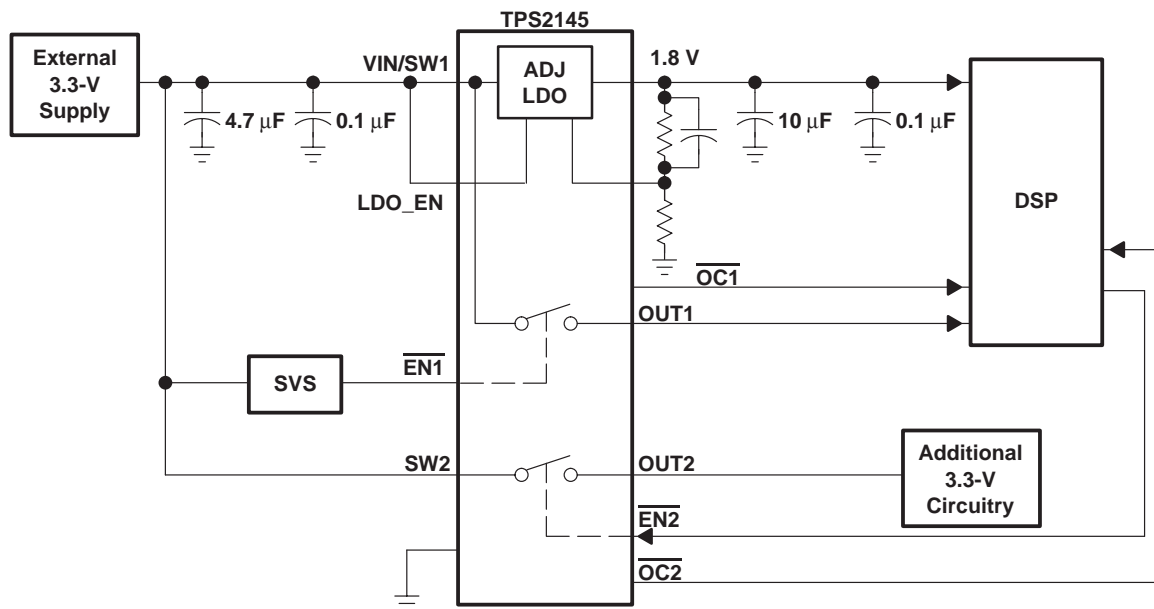 TPS2145
External
3.3-V
Supply
VIN/SW1
ADJ
LDO
1.8 V
4.7 μF
0.1 μF
10 μF
0.1 μF
LDO_EN
DSP
OC1
OUT1
EN1
SVS
SW2
OUT2
Additional
3.3-V
Circuitry
EN2
OC2